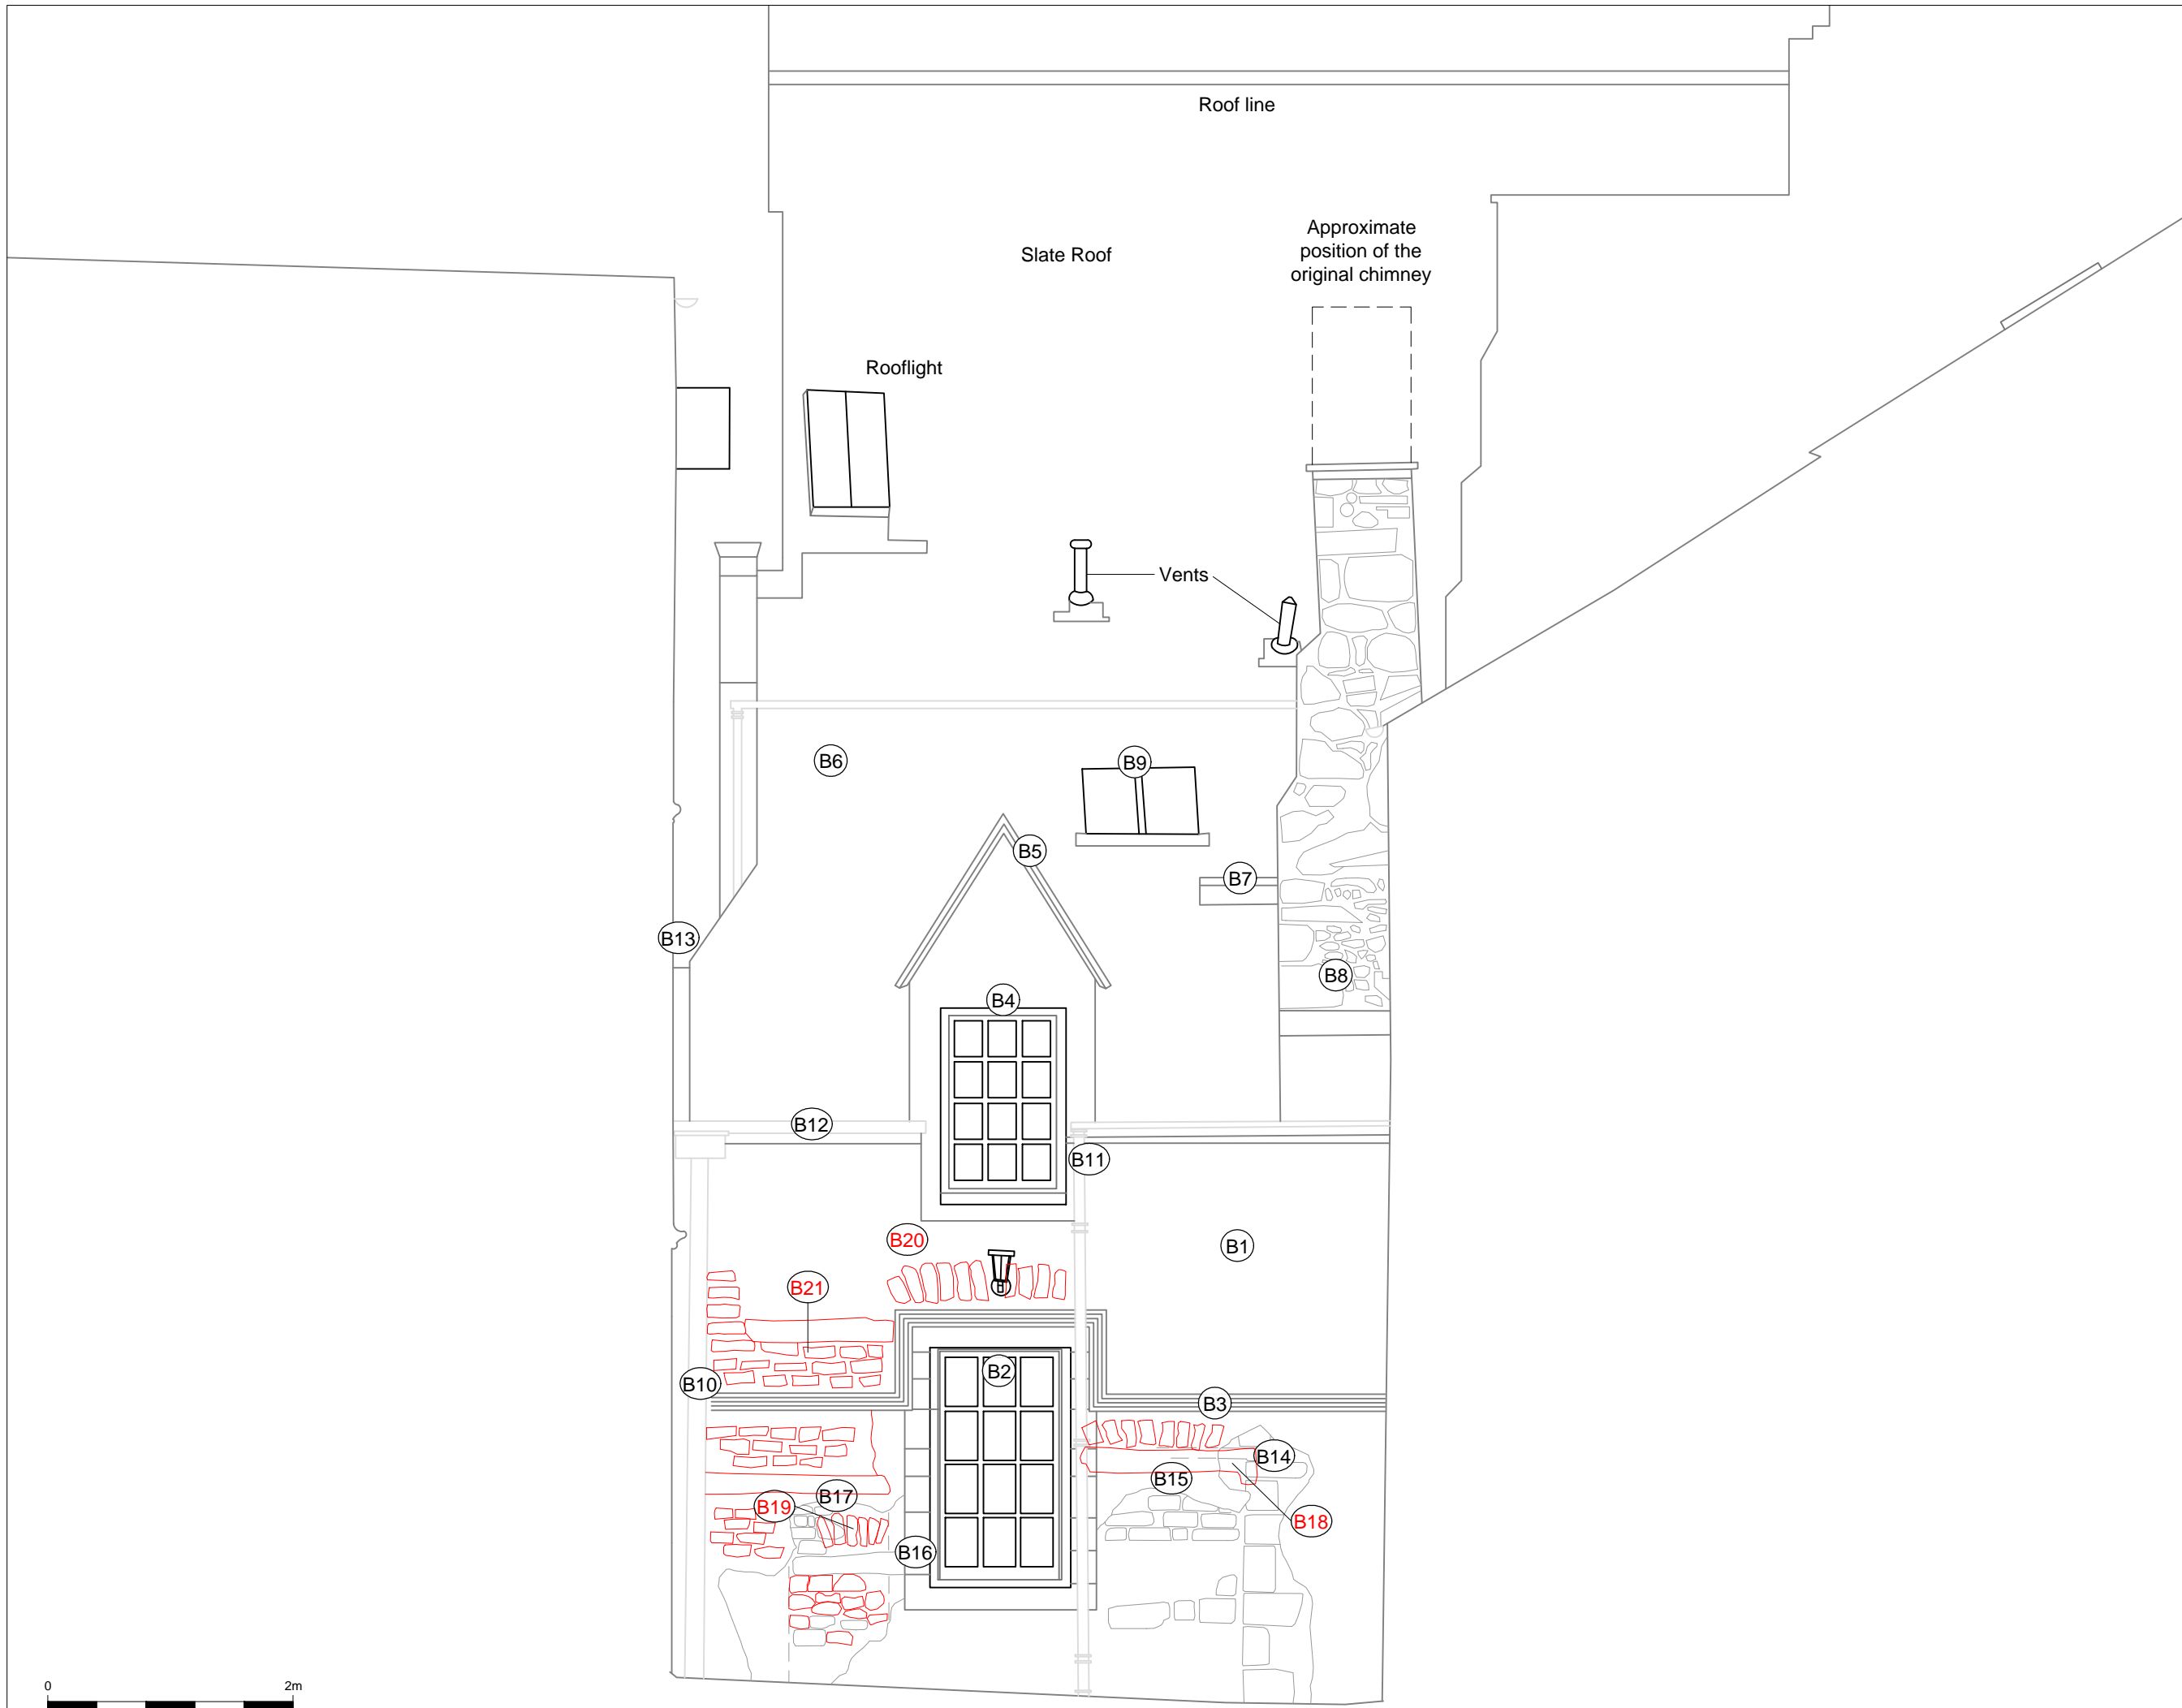 Roof line
Approximate
position of the
original chimney
Slate Roof
Rooflight
Vents
B6
B9
B5
B7
B13
B8
B4
B12
B11
B20
B1
B21
B2
B10
B3
B14
B15
B17
B19
B18
B16
0 2m